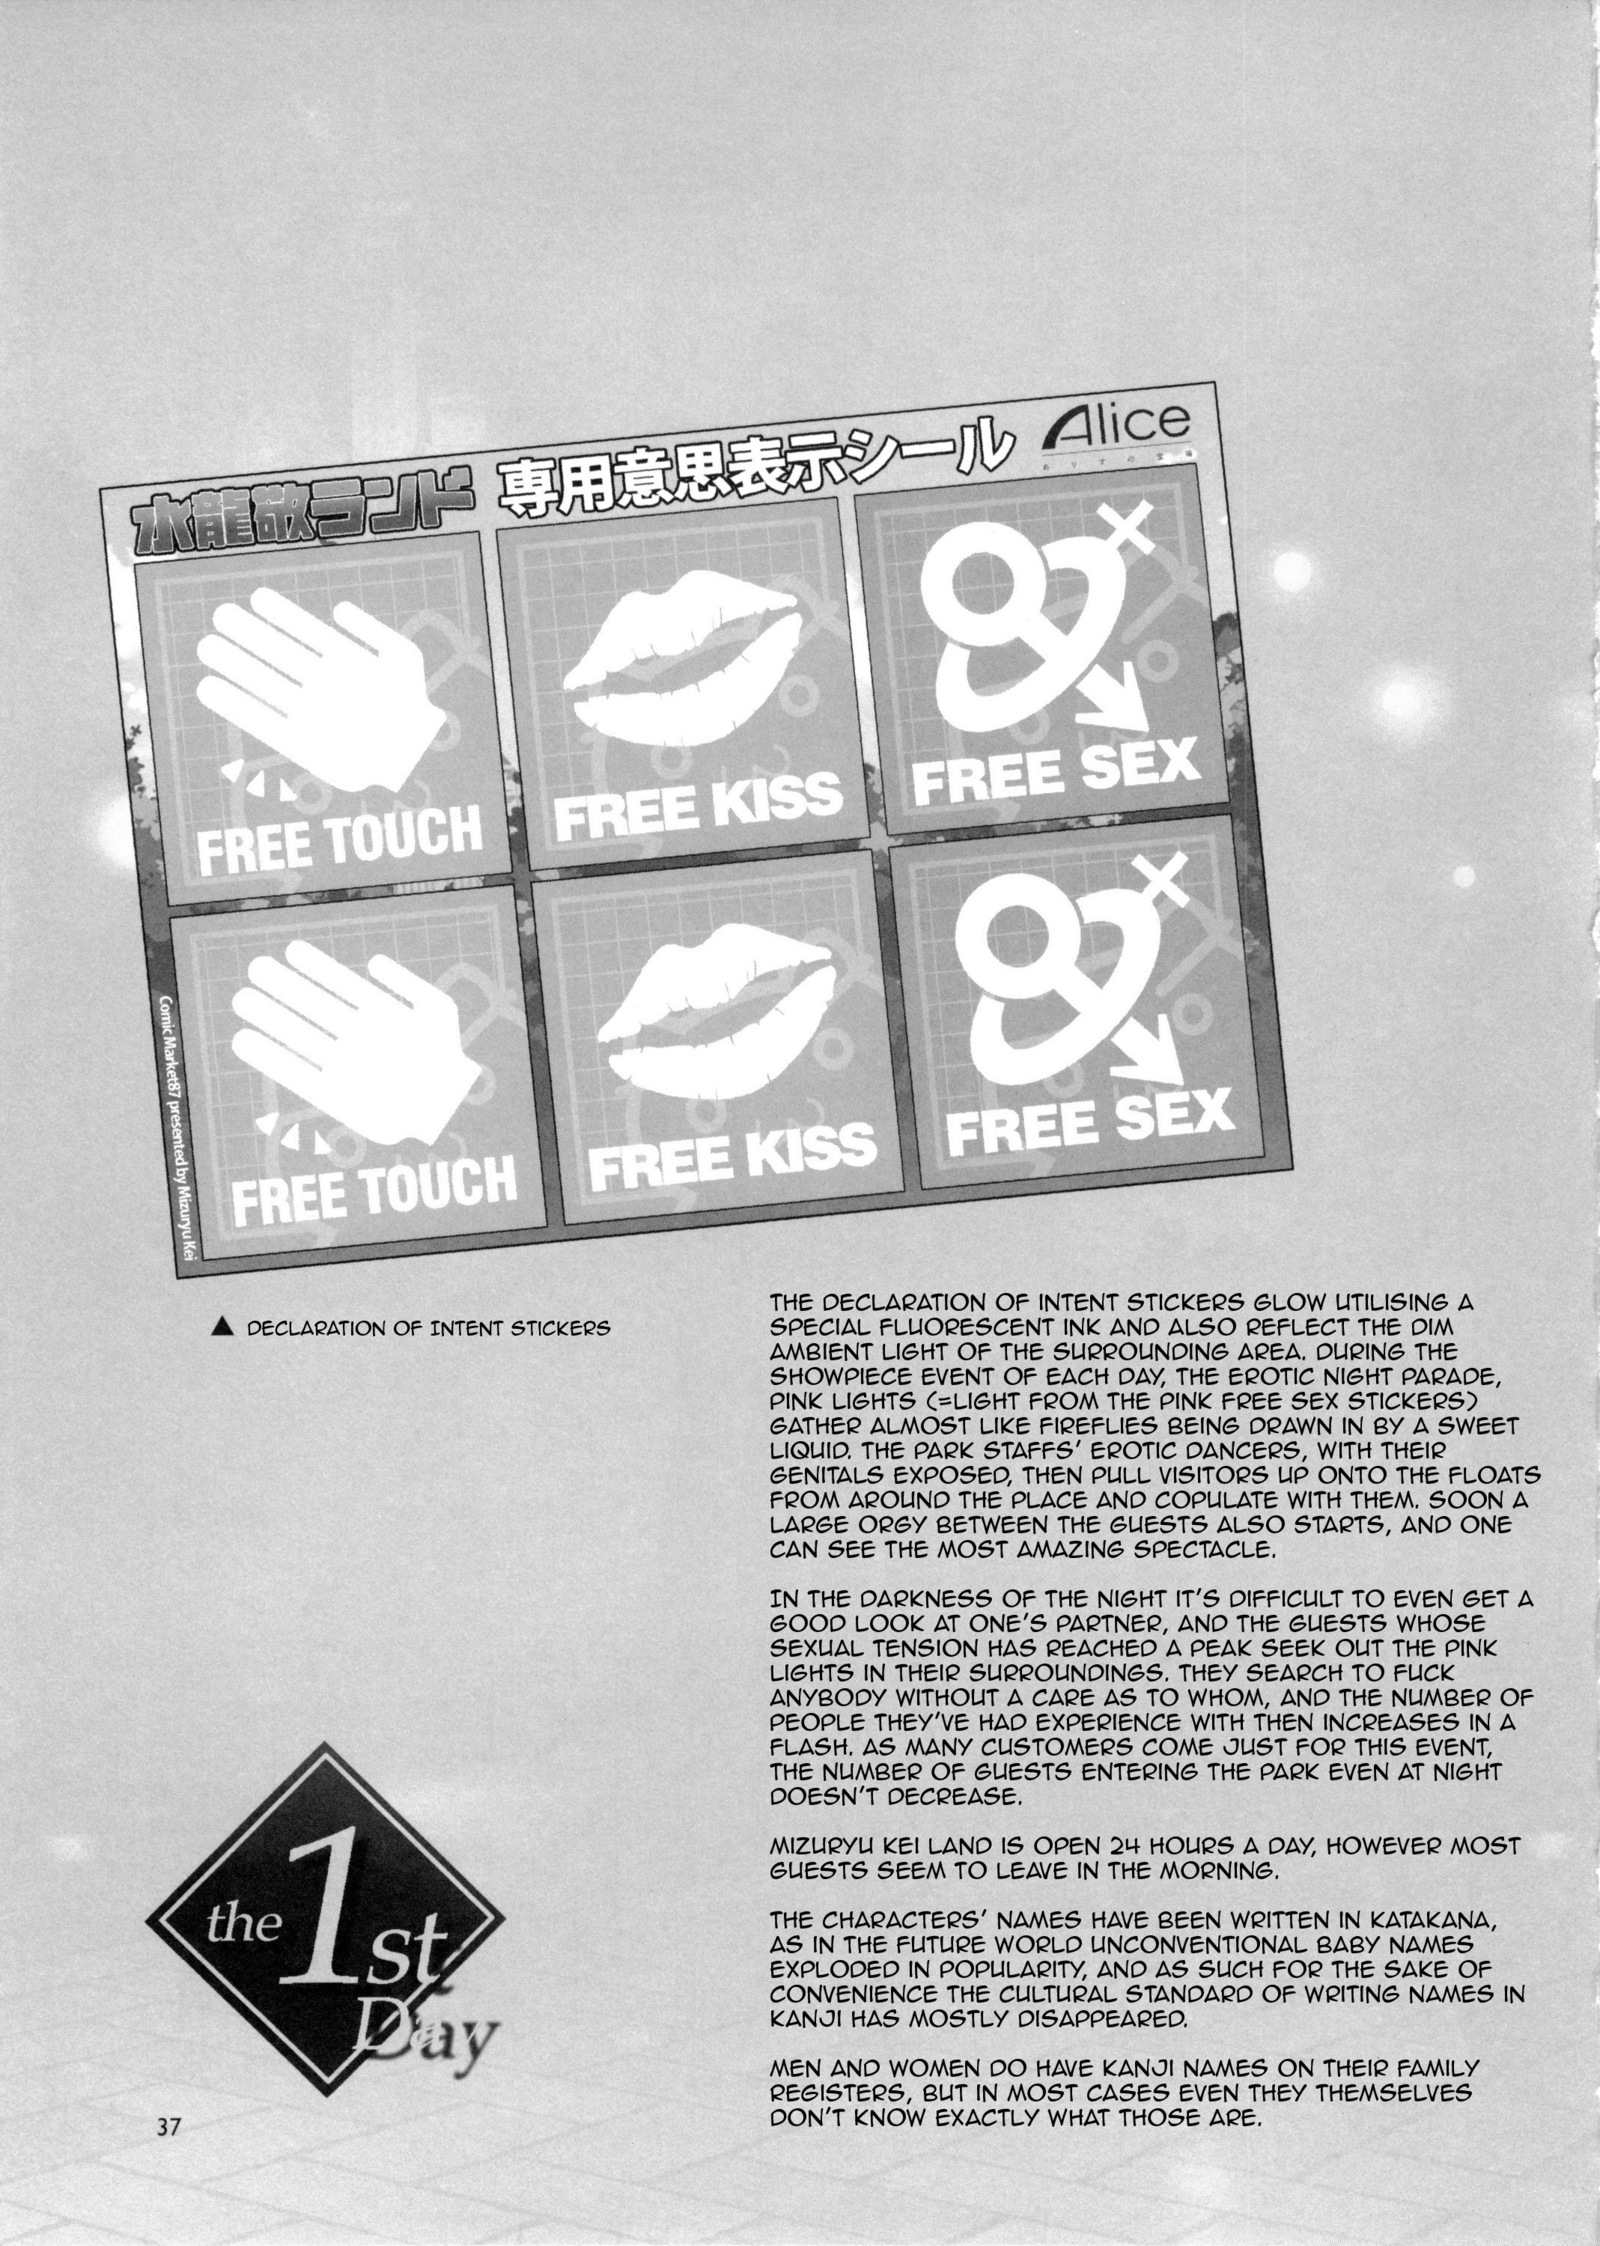 水龍敬ランド 専用意思表示シール Alice
FREE TOUCH
FREE KISS
FREE SEX
FREE TOUCH
FREE KISS
FREE SEX
Comic Market87 presented by Mizuryu Kei
▲ DECLARATION OF INTENT STICKERS
THE DECLARATION OF INTENT STICKERS GLOW UTILISING A
SPECIAL FLUORESCENT INK AND ALSO REFLECT THE DIM
AMBIENT LIGHT OF THE SURROUNDING AREA. DURING THE
SHOWPIECE EVENT OF EACH DAY, THE EROTIC NIGHT PARADE,
PINK LIGHTS (=LIGHT FROM THE PINK FREE SEX STICKERS)
GATHER ALMOST LIKE FIREFLIES BEING DRAWN IN BY A SWEET
LIQUID. THE PARK STAFFS' EROTIC DANCERS, WITH THEIR
GENITALS EXPOSED, THEN PULL VISITORS UP ONTO THE FLOATS
FROM AROUND THE PLACE AND COPULATE WITH THEM. SOON A
LARGE ORGY BETWEEN THE GUESTS ALSO STARTS, AND ONE
CAN SEE THE MOST AMAZING SPECTACLE.
IN THE DARKNESS OF THE NIGHT IT'S DIFFICULT TO EVEN GET A
GOOD LOOK AT ONE'S PARTNER, AND THE GUESTS WHOSE
SEXUAL TENSION HAS REACHED A PEAK SEEK OUT THE PINK
LIGHTS IN THEIR SURROUNDINGS. THEY SEARCH TO FUCK
ANYBODY WITHOUT A CARE AS TO WHOM, AND THE NUMBER OF
PEOPLE THEY'VE HAD EXPERIENCE WITH THEN INCREASES IN A
FLASH. AS MANY CUSTOMERS COME JUST FOR THIS EVENT,
THE NUMBER OF GUESTS ENTERING THE PARK EVEN AT NIGHT
DOESN'T DECREASE.
MIZURYU KEI LAND IS OPEN 24 HOURS A DAY, HOWEVER MOST
GUESTS SEEM TO LEAVE IN THE MORNING.
THE CHARACTERS' NAMES HAVE BEEN WRITTEN IN KATAKANA,
AS IN THE FUTURE WORLD UNCONVENTIONAL BABY NAMES
EXPLODED IN POPULARITY, AND AS SUCH FOR THE SAKE OF
CONVENIENCE THE CULTURAL STANDARD OF WRITING NAMES IN
KANJI HAS MOSTLY DISAPPEARED.
MEN AND WOMEN DO HAVE KANJI NAMES ON THEIR FAMILY
REGISTERS, BUT IN MOST CASES EVEN THEY THEMSELVES
DON'T KNOW EXACTLY WHAT THOSE ARE.
the 1st
Day
37